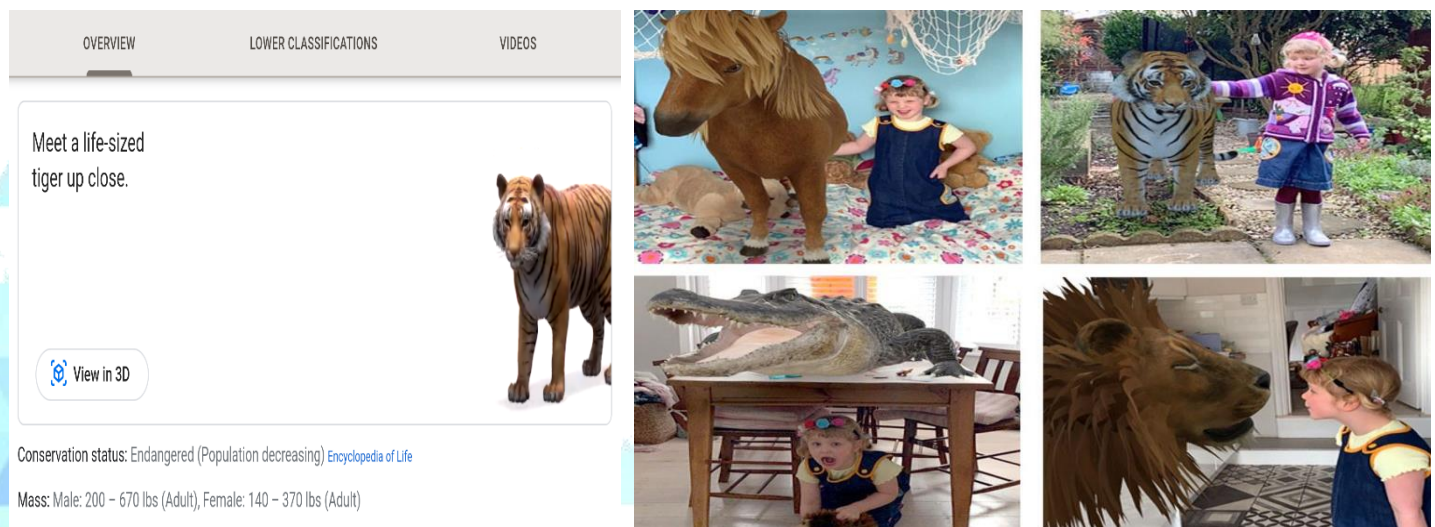 OVERVIEW
LOWER CLASSIFICATIONS
VIDEOS
Meet a life-sized
tiger up close.
View in 3D
Conservation status: Endangered (Population decreasing) Encyclopedia of Life
Mass: Male: 200 – 670 lbs (Adult), Female: 140 – 370 lbs (Adult)